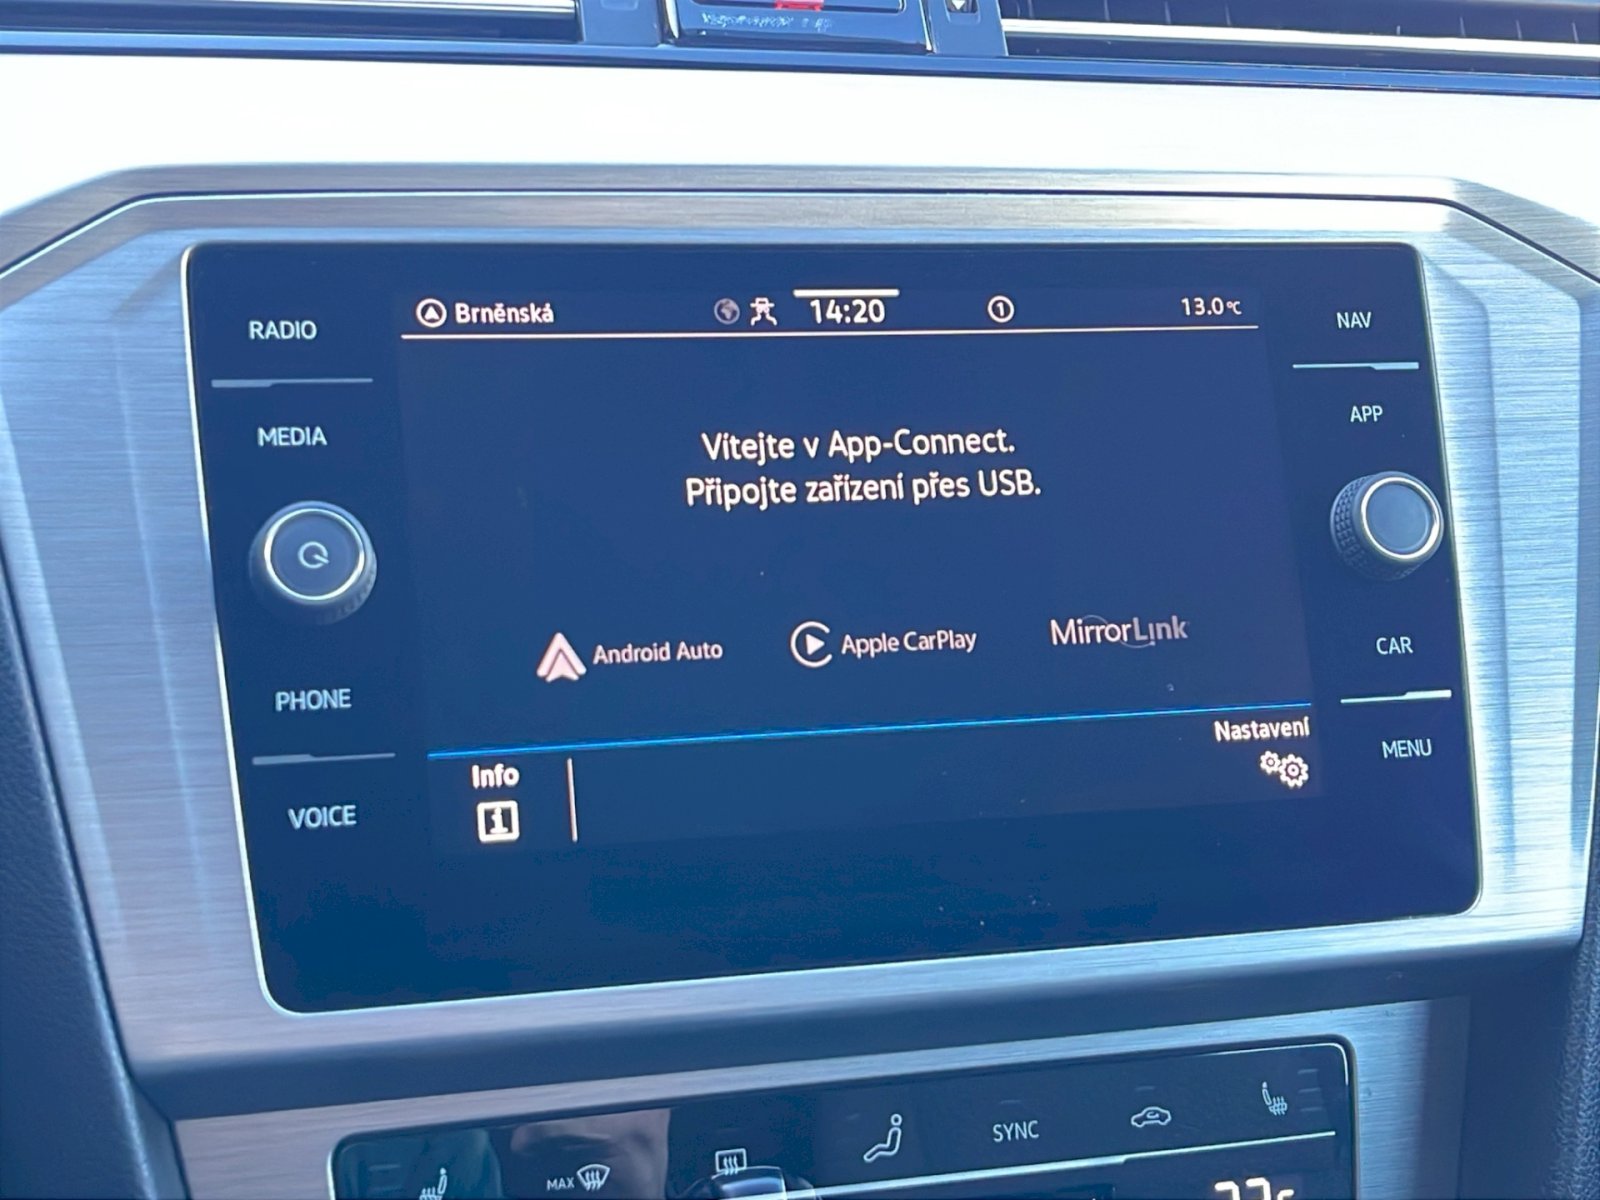 RADIO
MEDIA
PHONE
VOICE
Brněnská 14:20 1 13.0°C
Vítejte v App-Connect.
Připojte zařízení přes USB.
Android Auto Apple CarPlay MirrorLink
Info
Nastavení
NAV
APP
CAR
MENU
MAX
SYNC